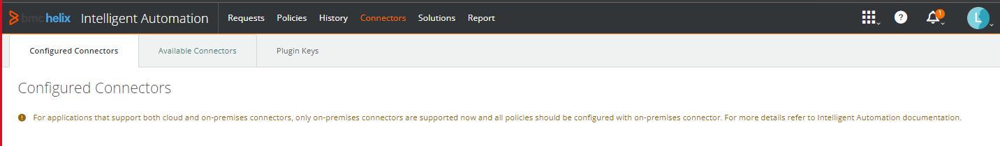 bmc helix Intelligent Automation Requests Policies History Connectors Solutions Report ? 1 L
Configured Connectors Available Connectors Plugin Keys
Configured Connectors
For applications that support both cloud and on-premises connectors, only on-premises connectors are supported now and all policies should be configured with on-premises connector. For more details refer to Intelligent Automation documentation.